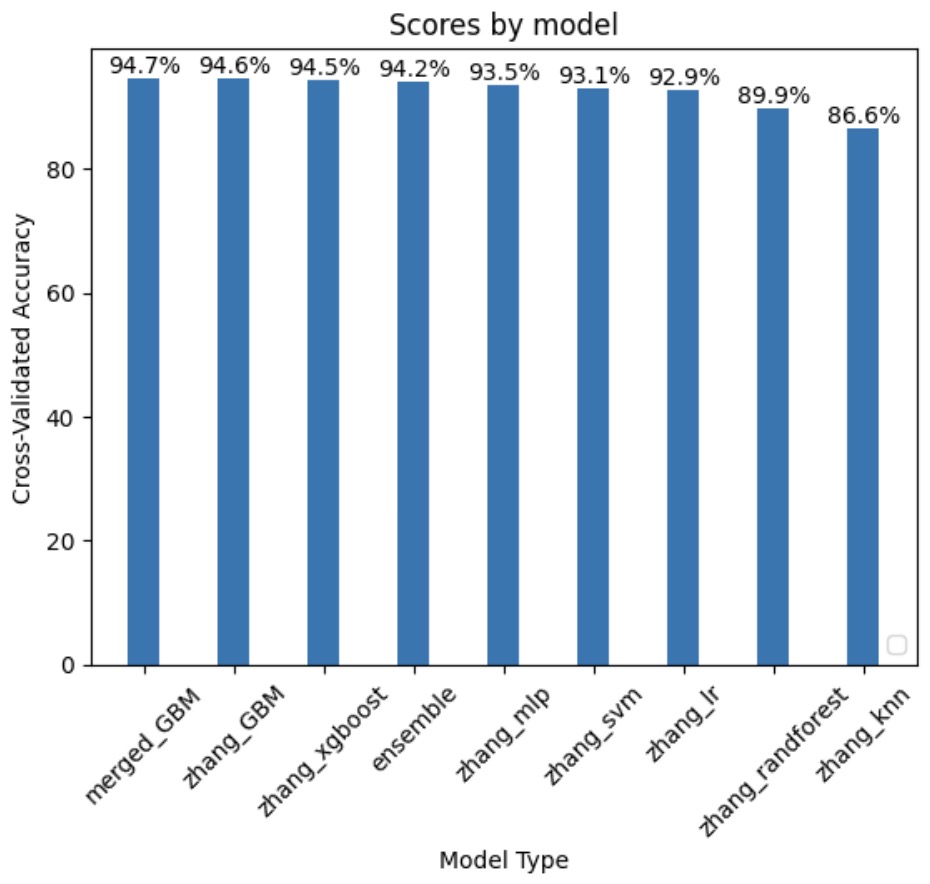 Scores by model
94.7% 94.6% 94.5% 94.2% 93.5% 93.1% 92.9% 89.9% 86.6%
Cross-Validated Accuracy
80
60
40
20
0
merged_GBM zhang_GBM zhang_xgboost ensemble zhang_mlp zhang_svm zhang_lr zhang_randforest zhang_knn
Model Type